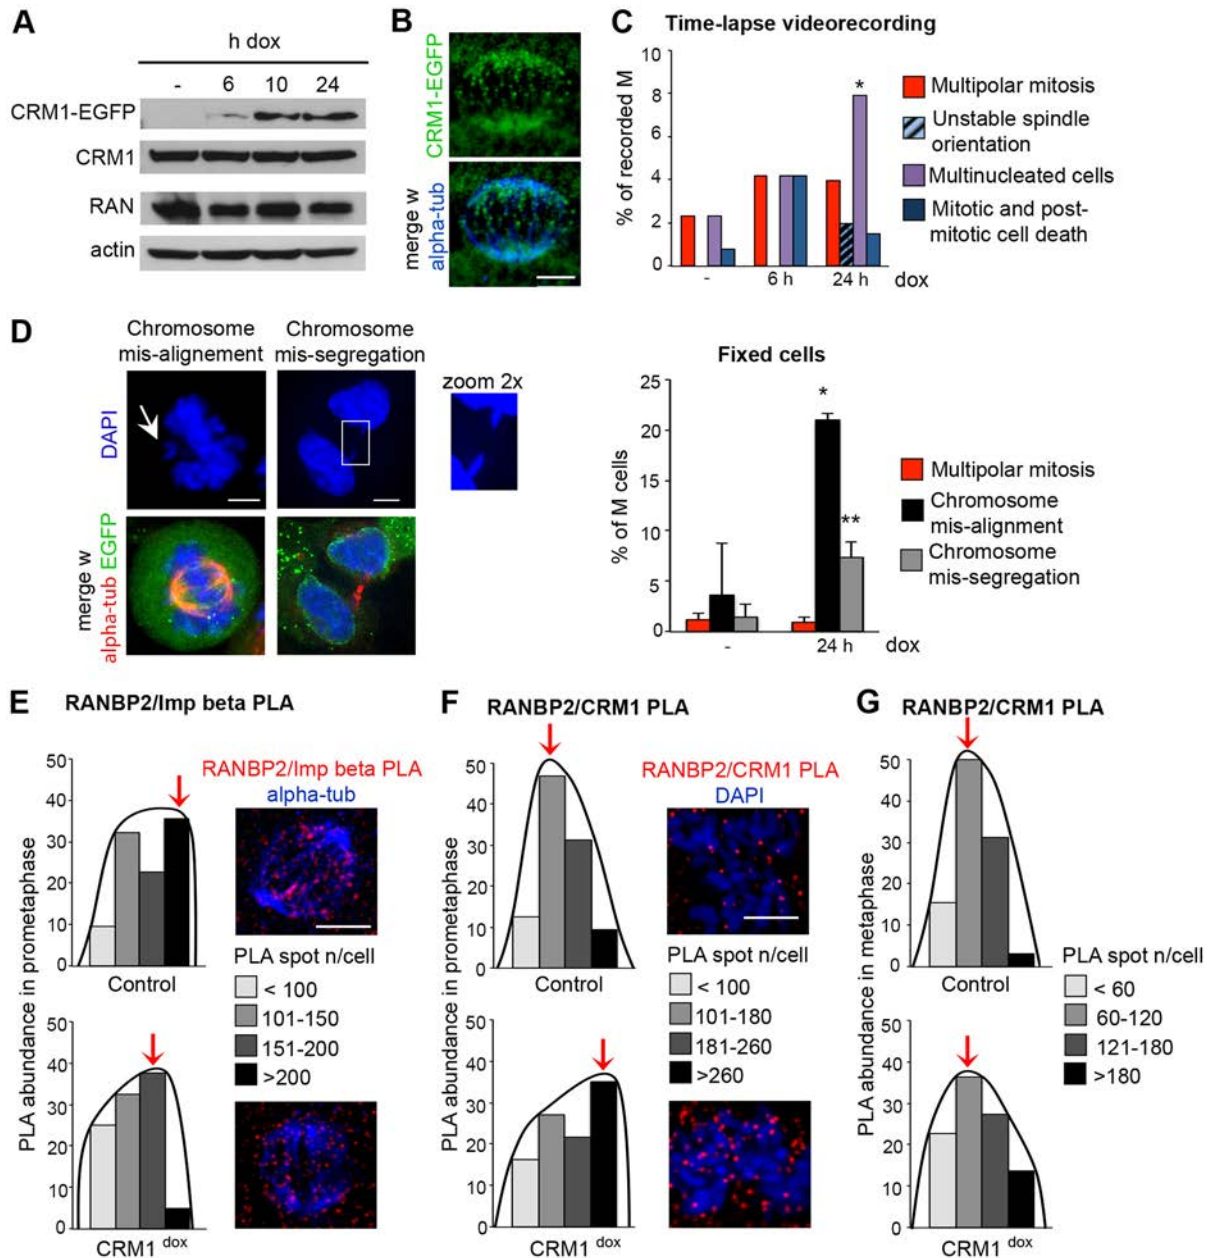 A
h dox
- 6 10 24
CRM1-EGFP
CRM1
RAN
actin
B
CRM1-EGFP
merge w
alpha-tub
C Time-lapse videorecording
% of recorded M
10
8
6
4
2
0
*
- 6 h 24 h dox
Multipolar mitosis
Unstable spindle
orientation
Multinucleated cells
Mitotic and post-
mitotic cell death
D
Chromosome
mis-alignement
Chromosome
mis-segregation
zoom 2x
DAPI
merge w
alpha-tub EGFP
Fixed cells
% of M cells
25
20
15
10
5
0
*
**
- 24 h dox
Multipolar mitosis
Chromosome
mis-alignment
Chromosome
mis-segregation
E RANBP2/Imp beta PLA
PLA abundance in prometaphase
50
40
30
20
10
0
Control
50
40
30
20
10
0
CRM1 dox
RANBP2/Imp beta PLA
alpha-tub
PLA spot n/cell
< 100
101-150
151-200
>200
F RANBP2/CRM1 PLA
PLA abundance in prometaphase
50
40
30
20
10
0
Control
50
40
30
20
10
0
CRM1 dox
RANBP2/CRM1 PLA
DAPI
PLA spot n/cell
< 100
101-180
181-260
>260
G RANBP2/CRM1 PLA
PLA abundance in metaphase
50
40
30
20
10
0
Control
50
40
30
20
10
0
CRM1 dox
PLA spot n/cell
< 60
60-120
121-180
>180